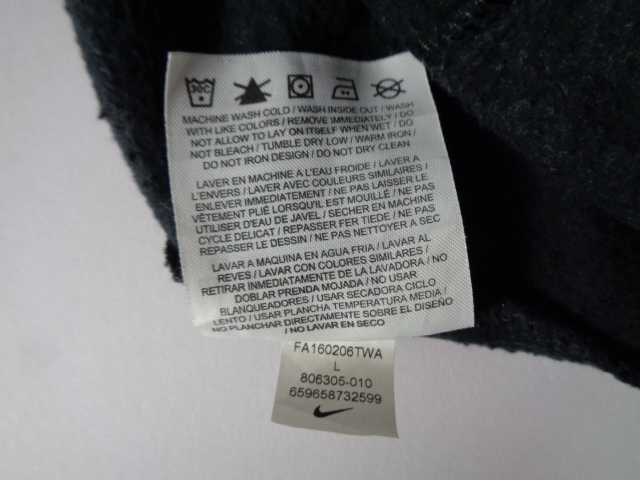 30C
MACHINE WASH COLD / WASH INSIDE OUT / WASH
WITH LIKE COLORS / REMOVE IMMEDIATELY / DO
NOT ALLOW TO LAY ON ITSELF WHEN WET / DO
NOT BLEACH / TUMBLE DRY LOW / WARM IRON /
DO NOT IRON DESIGN / DO NOT DRY CLEAN
LAVER EN MACHINE A L'EAU FROIDE / LAVER A
L'ENVERS / LAVER AVEC COULEURS SIMILAIRES /
ENLEVER IMMEDIATEMENT / NE PAS LAISSER LE
VÊTEMENT PLIÉ LORSQU'IL EST MOUILLÉ / NE PAS
UTILISER D'EAU DE JAVEL / SECHER EN MACHINE
CYCLE DELICAT / REPASSER FER TIEDE / NE PAS
REPASSER LE DESSIN / NE PAS NETTOYER A SEC
LAVAR A MAQUINA EN AGUA FRIA / LAVAR AL
REVES / LAVAR CON COLORES SIMILARES /
RETIRAR INMEDIATAMENTE DE LA LAVADORA / NO
DOBLAR PRENDA MOJADA / NO USAR
BLANQUEADORES / USAR SECADORA CICLO
LENTO / USAR PLANCHA TEMPERATURA MEDIA /
NO PLANCHAR DIRECTAMENTE SOBRE EL DISEÑO
/ NO LAVAR EN SECO
FA160206TWA
L
806305-010
659658732599